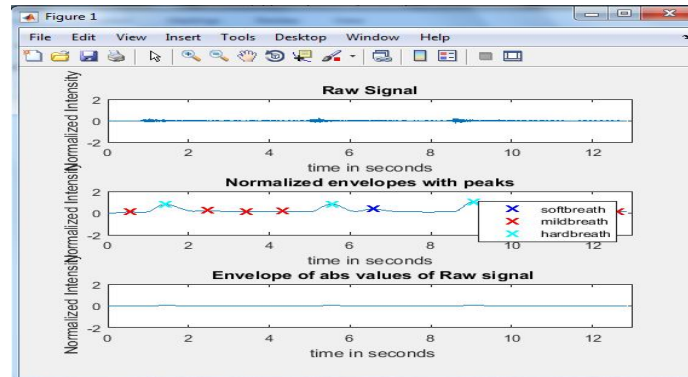 Figure 1
File Edit View Insert Tools Desktop Window Help
Raw Signal
Normalized Intensity
2
0
-2
0 2 4 6 8 10 12
time in seconds
Normalized envelopes with peaks
Normalized Intensity
2
0
-2
softbreath
mildbreath
hardbreath
0 2 4 6 8 10 12
time in seconds
Envelope of abs values of Raw signal
Normalized Intensity
2
0
-2
0 2 4 6 8 10 12
time in seconds